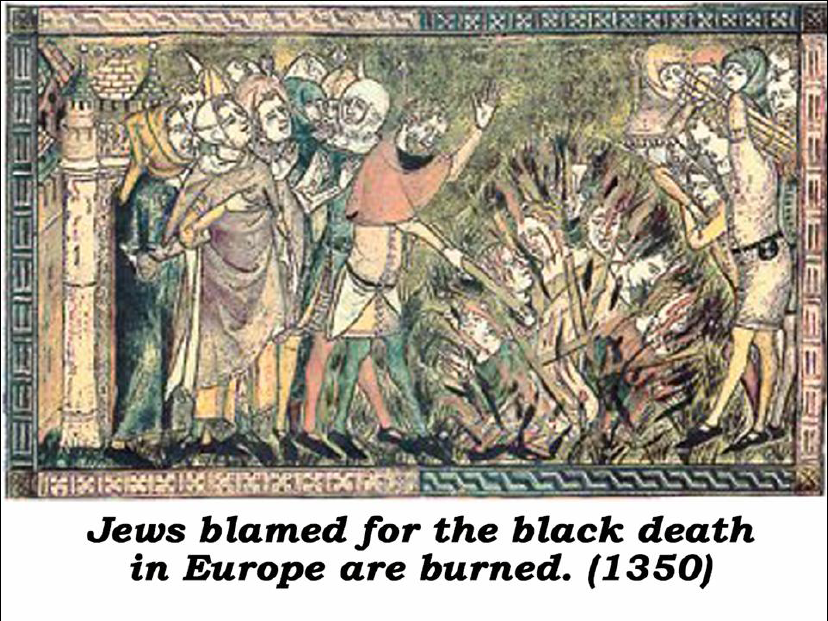 Jews blamed for the black death
in Europe are burned. (1350)